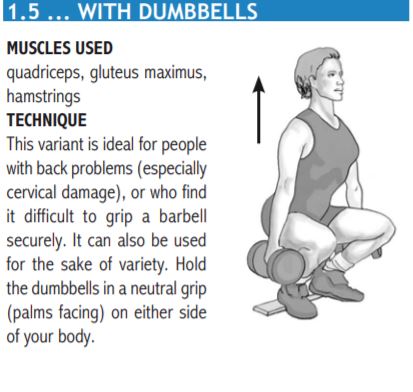 1.5 ... WITH DUMBBELLS
MUSCLES USED
quadriceps, gluteus maximus,
hamstrings
TECHNIQUE
This variant is ideal for people
with back problems (especially
cervical damage), or who find
it difficult to grip a barbell
securely. It can also be used
for the sake of variety. Hold
the dumbbells in a neutral grip
(palms facing) on either side
of your body.